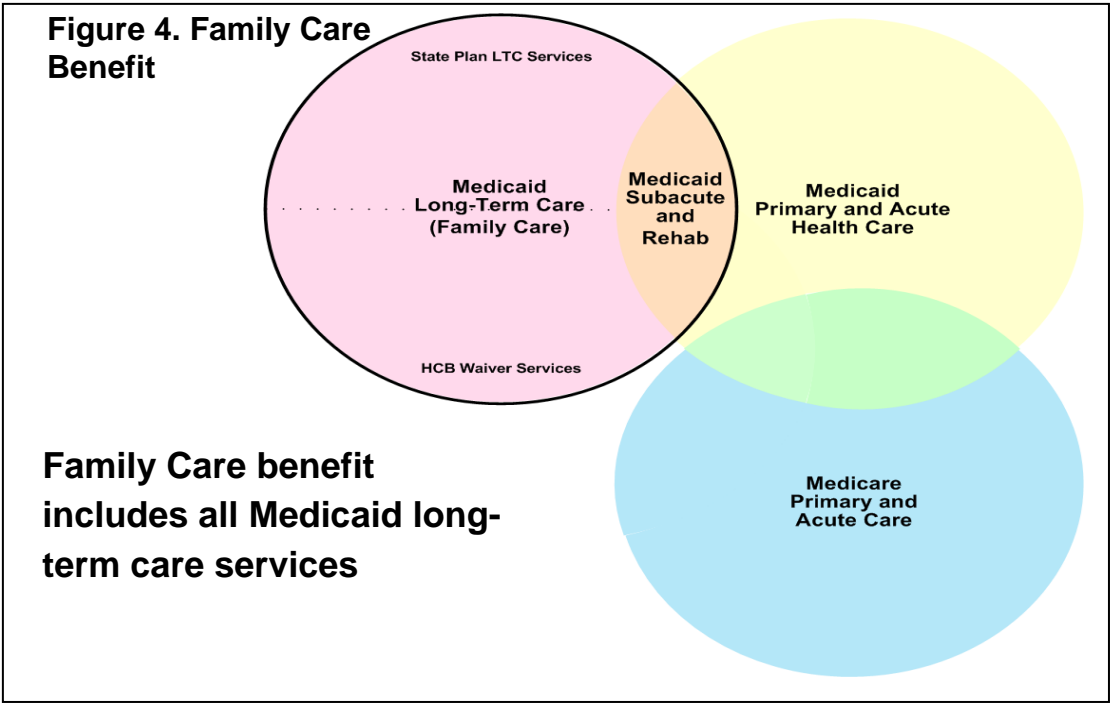 Figure 4. Family Care
Benefit
State Plan LTC Services
Medicaid
Long-Term Care
(Family Care)
Medicaid
Subacute
and
Rehab
Medicaid
Primary and Acute
Health Care
HCB Waiver Services
Family Care benefit
includes all Medicaid long-
term care services
Medicare
Primary and
Acute Care